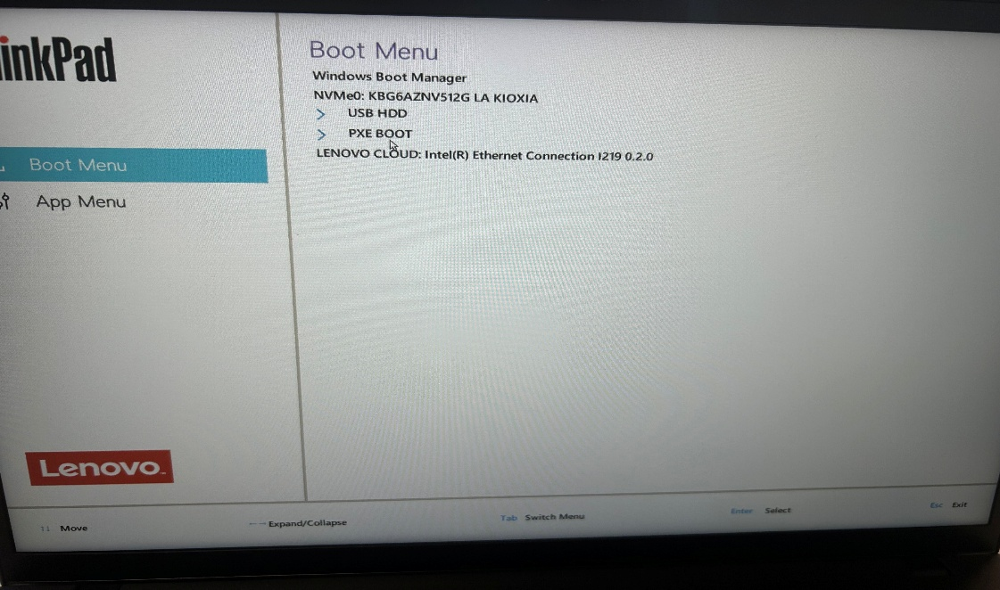 inkPad
Boot Menu
App Menu
Lenovo
Boot Menu
Windows Boot Manager
NVMe0: KBG6AZNV512G LA KIOXIA
USB HDD
PXE BOOT
LENOVO CLOUD: Intel(R) Ethernet Connection I219 0.2.0
↑↓ Move
←→ Expand/Collapse
Tab Switch Menu
Enter Select
Esc Exit